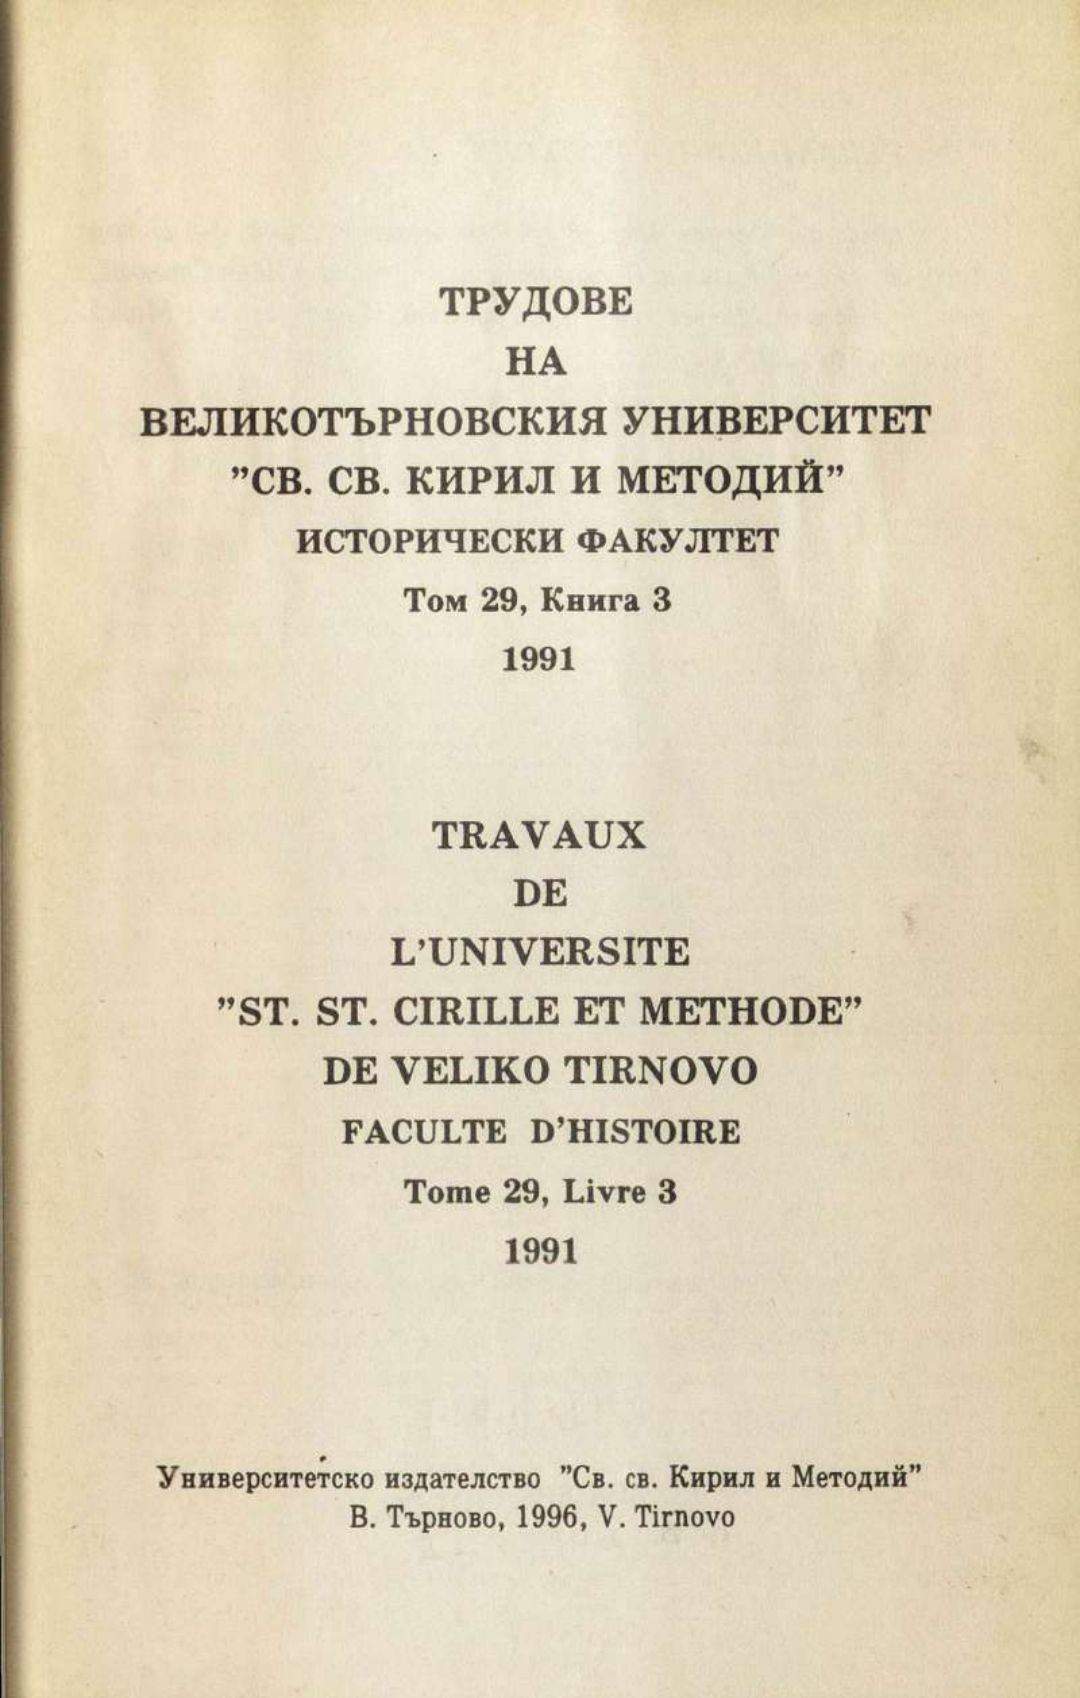 ТРУДОВЕ
НА
ВЕЛИКОТЪРНОВСКИЯ УНИВЕРСИТЕТ
"СВ. СВ. КИРИЛ И МЕТОДИЙ"
ИСТОРИЧЕСКИ ФАКУЛТЕТ
Том 29, Книга 3
1991
TRAVAUX
DE
L'UNIVERSITE
"ST. ST. CIRILLE ET METHODE"
DE VELIKO TIRNOVO
FACULTE D'HISTOIRE
Tome 29, Livre 3
1991
Университетско издателство "Св. св. Кирил и Методий"
В. Търново, 1996, V. Tirnovo